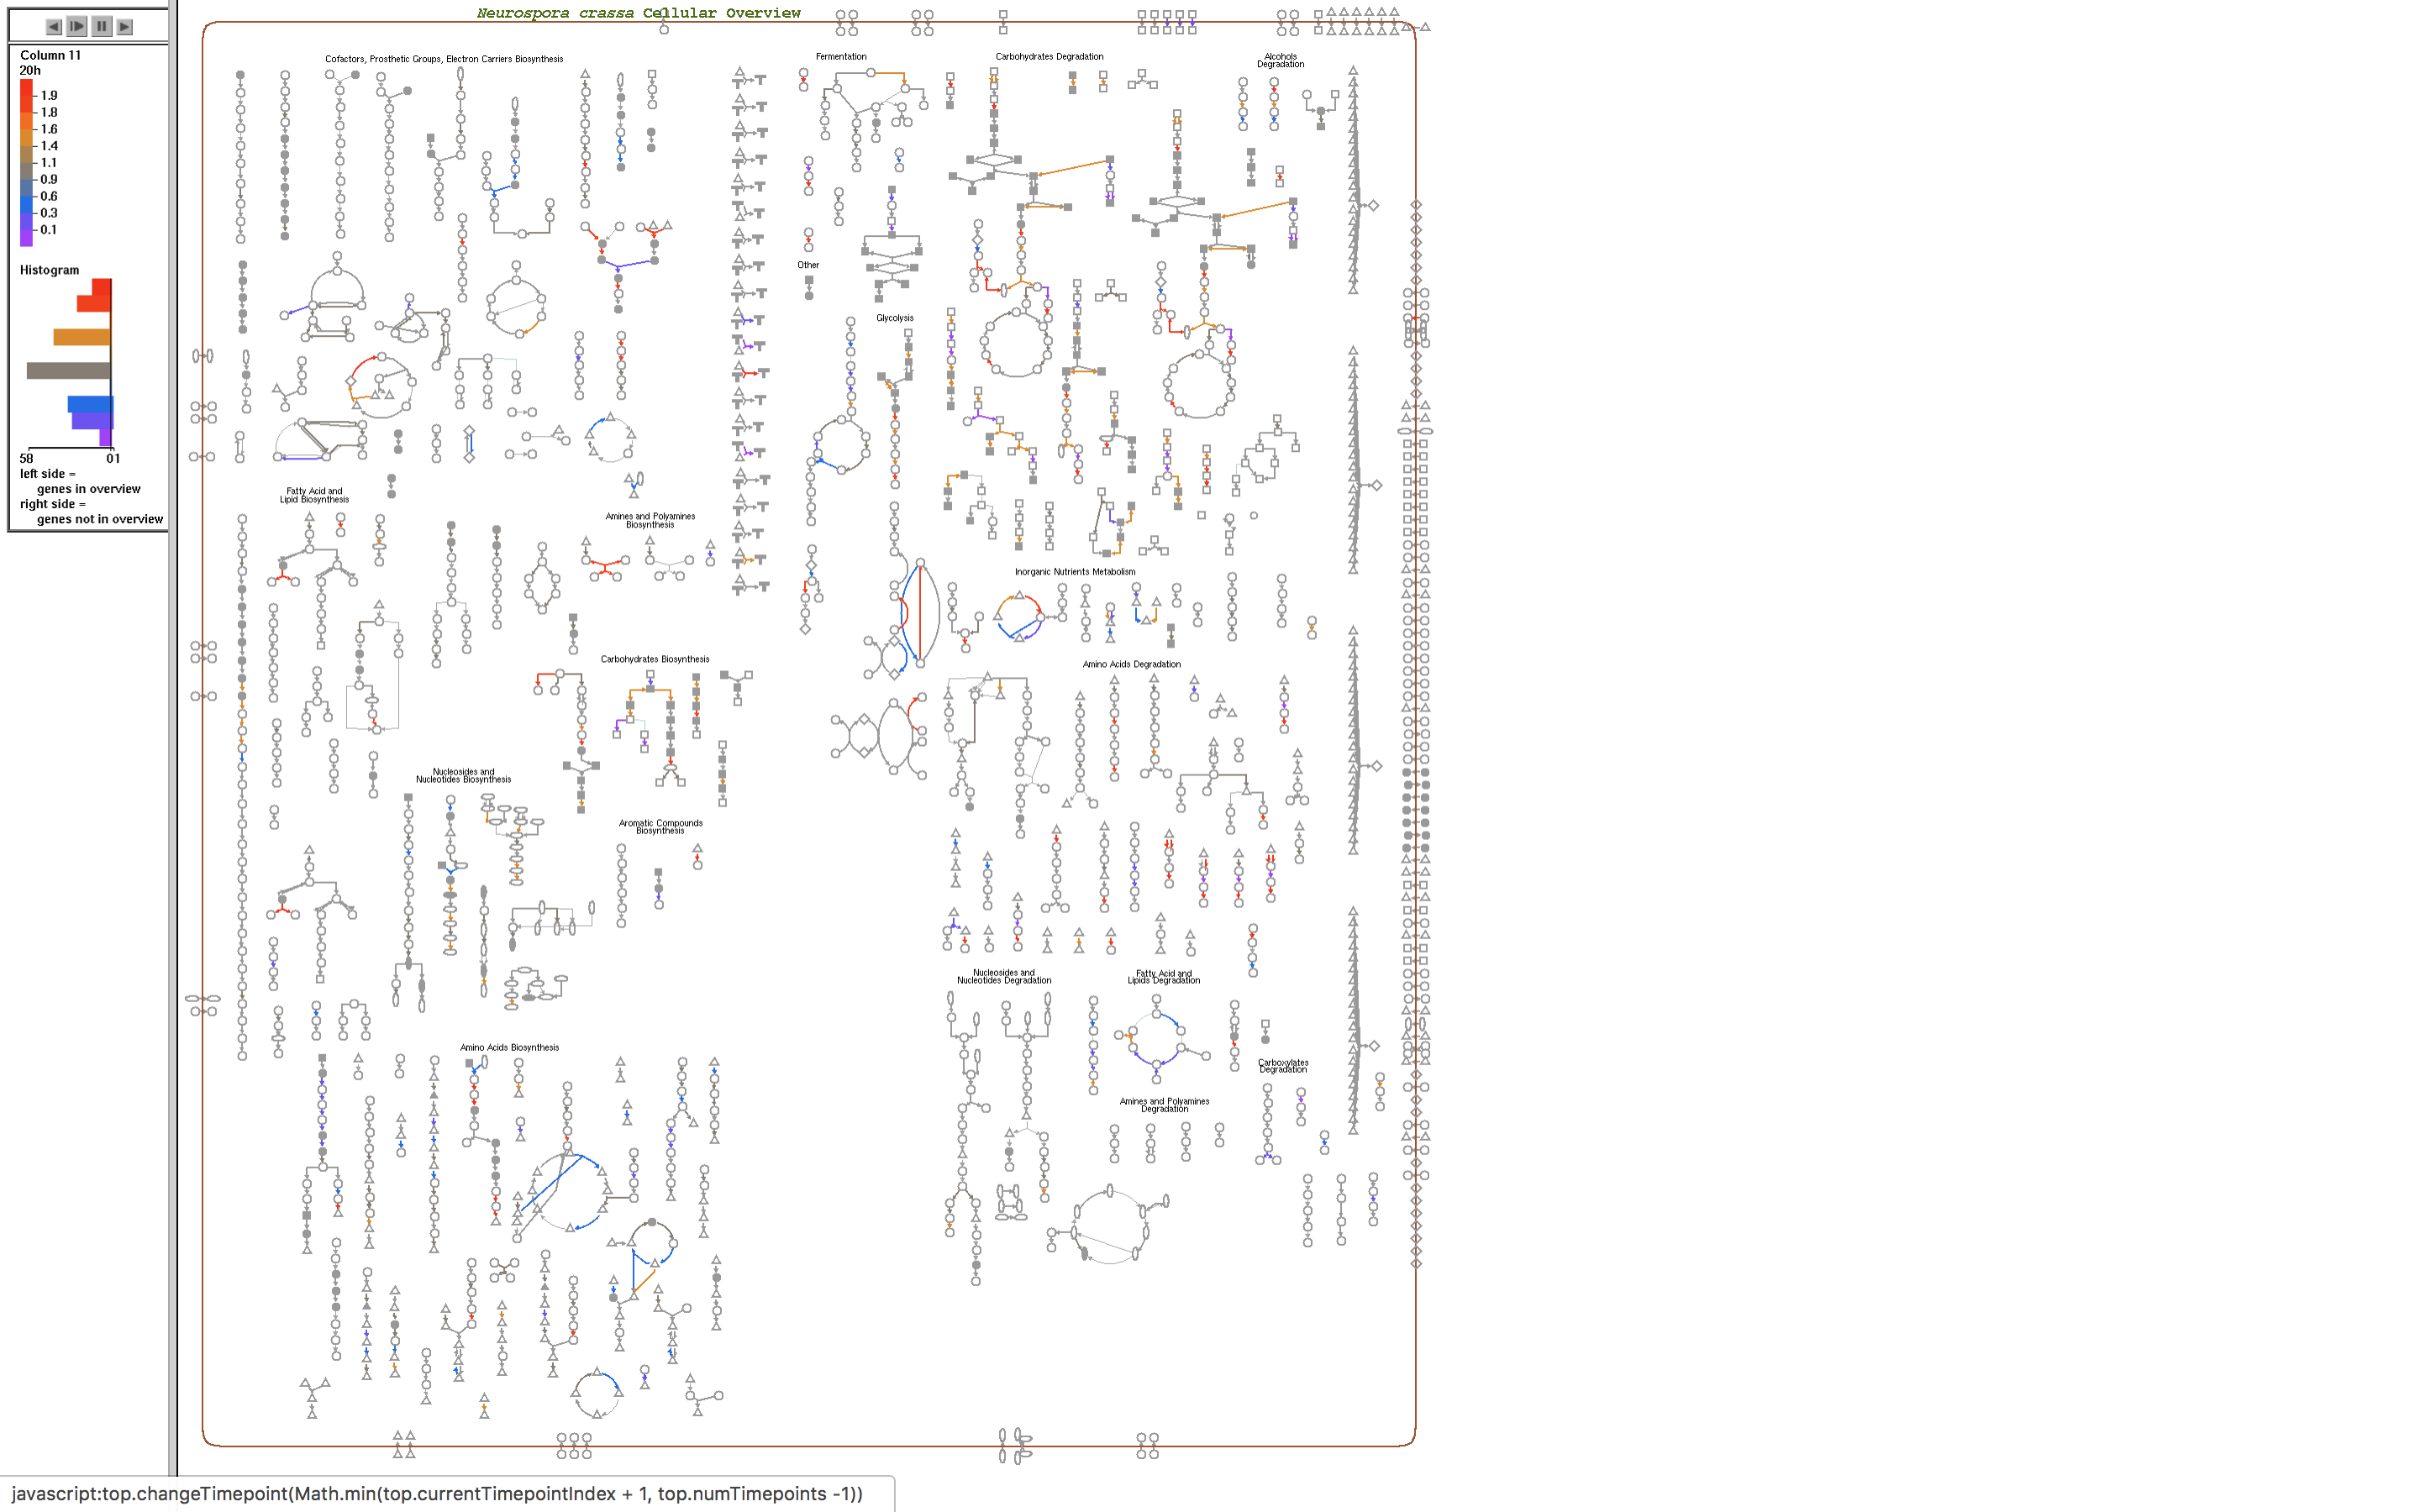 Neurospora crassa Cellular Overview
Column 11
20h
1.9
1.8
1.6
1.4
1.1
0.9
0.6
0.3
0.1
Histogram
58 01
left side =
genes in overview
right side =
genes not in overview
Cofactors, Prosthetic Groups, Electron Carriers Biosynthesis
Fermentation
Carbohydrates Degradation
Alcohols
Degradation
Other
Glycolysis
Fatty Acid and
Lipid Biosynthesis
Amines and Polyamines
Biosynthesis
Inorganic Nutrients Metabolism
Carbohydrates Biosynthesis
Amino Acids Degradation
Nucleosides and
Nucleotides Biosynthesis
Aromatic Compounds
Biosynthesis
Nucleosides and
Nucleotides Degradation
Fatty Acid and
Lipids Degradation
Amino Acids Biosynthesis
Carboxylates
Degradation
Amines and Polyamines
Degradation
javascript:top.changeTimepoint(Math.min(top.currentTimepointIndex + 1, top.numTimepoints -1))